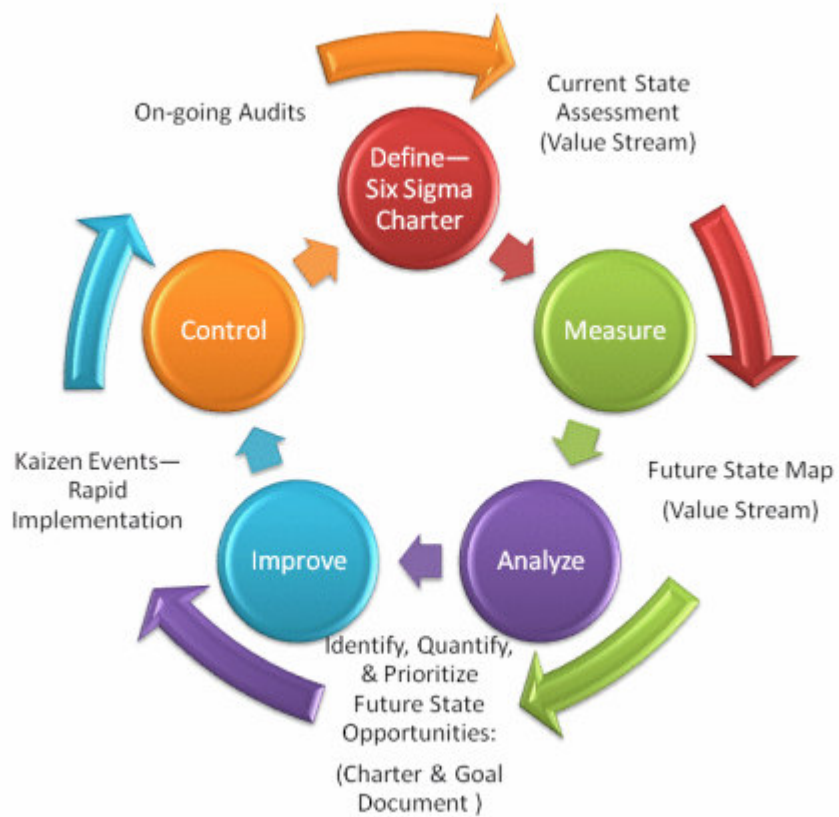 On-going Audits
Current State
Assessment
(Value Stream)
Define—
Six Sigma
Charter
Control
Measure
Kaizen Events—
Rapid
Implementation
Future State Map
(Value Stream)
Improve
Analyze
Identify, Quantify,
& Prioritize
Future State
Opportunities:
(Charter & Goal
Document )